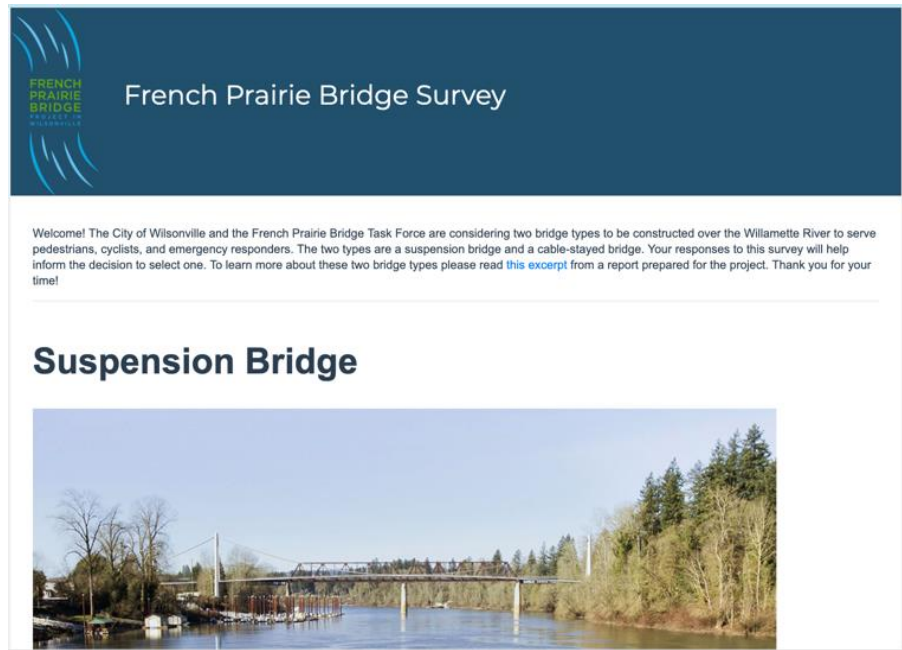 FRENCH
PRAIRIE
BRIDGE
PROJECT IN
WILSONVILLE
French Prairie Bridge Survey
Welcome! The City of Wilsonville and the French Prairie Bridge Task Force are considering two bridge types to be constructed over the Willamette River to serve
pedestrians, cyclists, and emergency responders. The two types are a suspension bridge and a cable-stayed bridge. Your responses to this survey will help
inform the decision to select one. To learn more about these two bridge types please read this excerpt from a report prepared for the project. Thank you for your
time!
Suspension Bridge